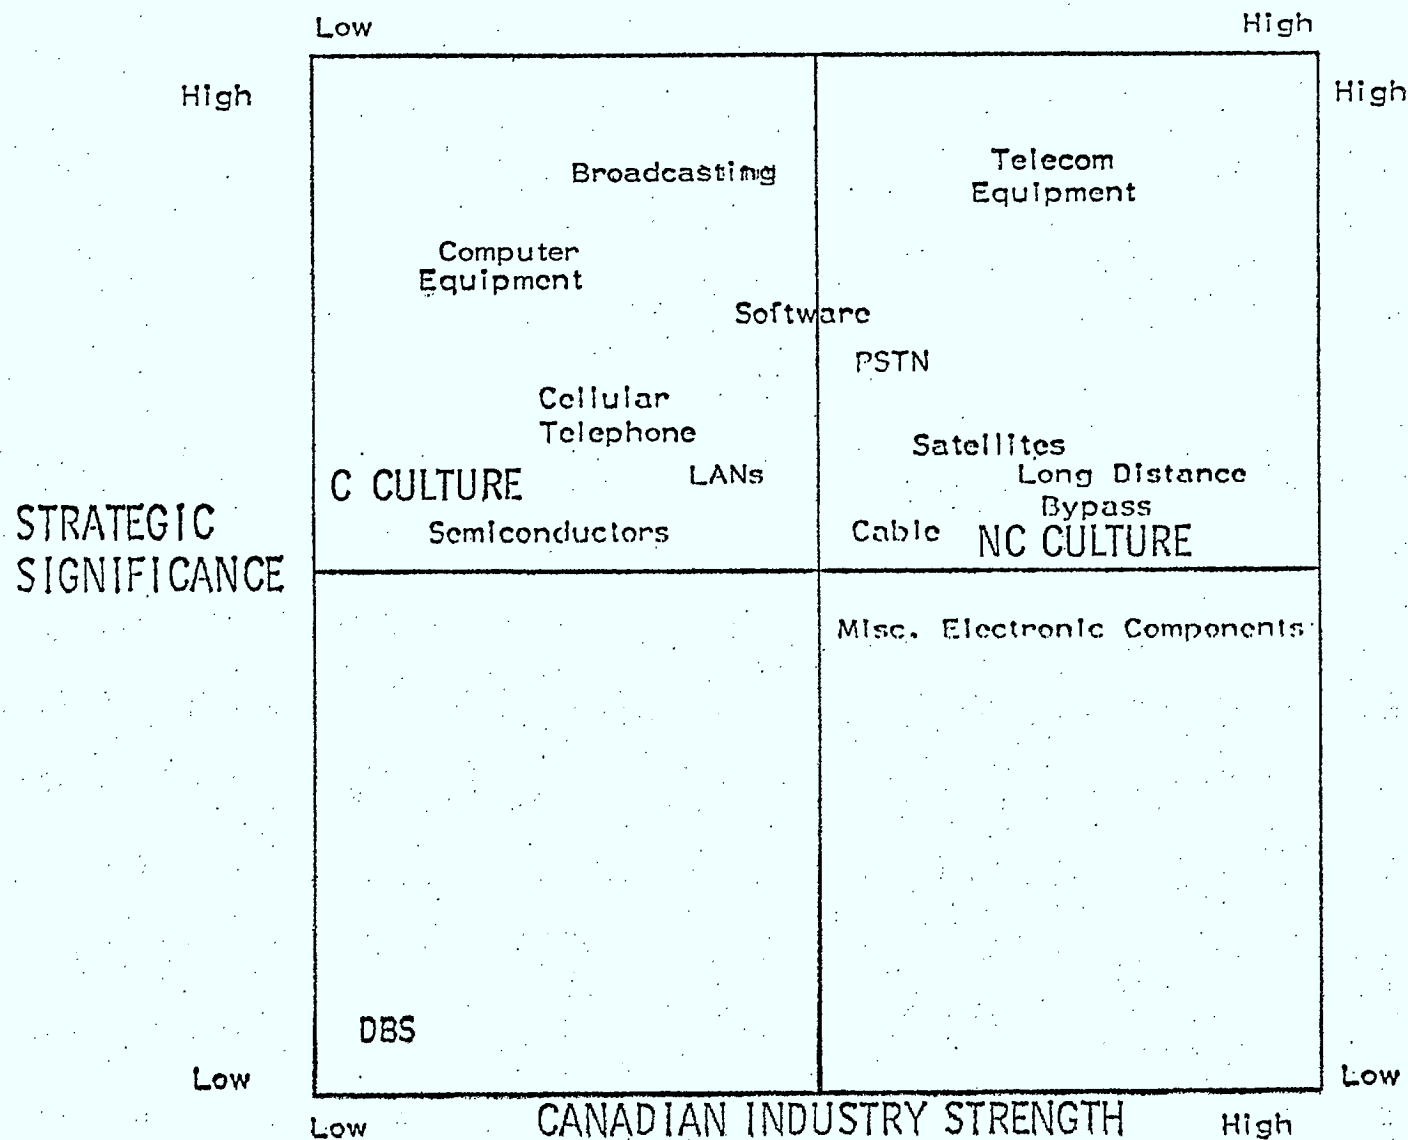 Low
High
High
High
Broadcasting
Telecom
Equipment
Computer
Equipment
Software
PSTN
Cellular
Telephone
Satellites
C CULTURE
LANs
Long Distance
Bypass
STRATEGIC
SIGNIFICANCE
Semiconductors
Cable
NC CULTURE
Misc. Electronic Components
DBS
Low
Low
Low
CANADIAN INDUSTRY STRENGTH
High